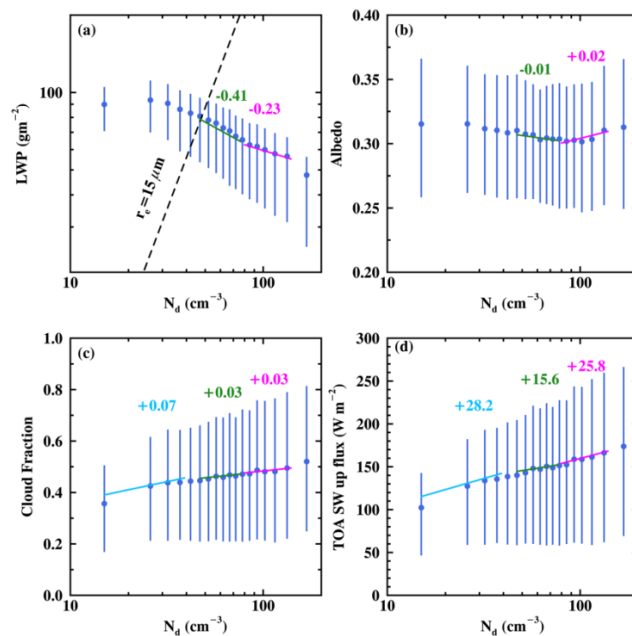 (a)
100
-0.41
-0.23
r_e = 15 μm
LWP (gm⁻²)
10
100
N_d (cm⁻³)
(b)
0.40
0.35
0.30
0.25
0.20
-0.01
+0.02
Albedo
10
100
N_d (cm⁻³)
(c)
1.0
0.8
0.6
0.4
0.2
0.0
+0.07
+0.03
+0.03
Cloud Fraction
10
100
N_d (cm⁻³)
(d)
300
250
200
150
100
50
0
+28.2
+15.6
+25.8
TOA SW up flux (W m⁻²)
10
100
N_d (cm⁻³)